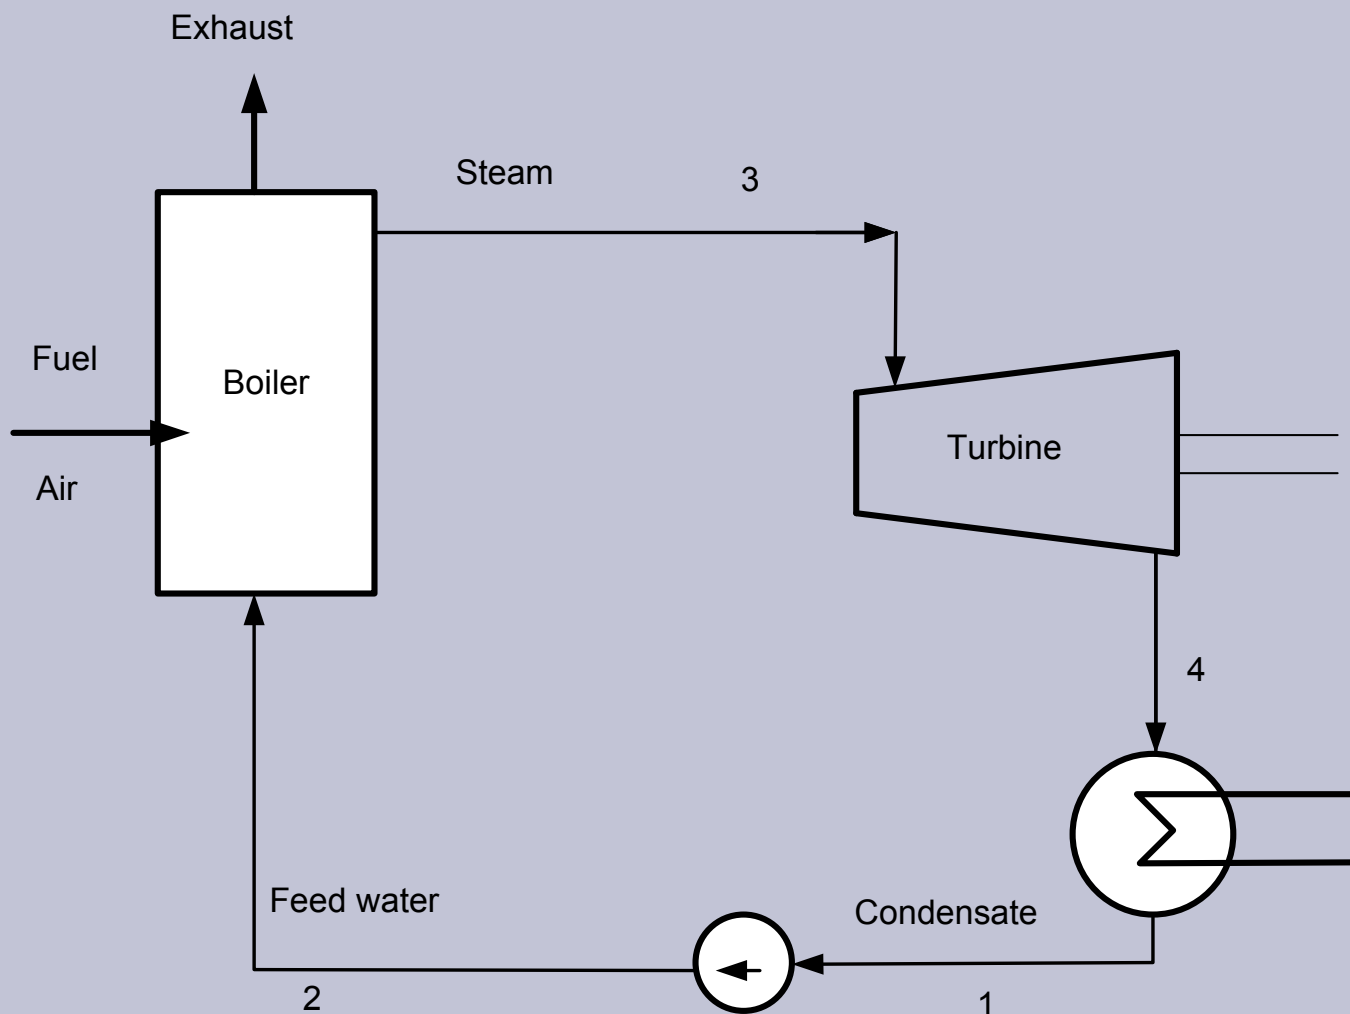 Exhaust
Steam
3
Fuel
Boiler
Air
Turbine
4
Feed water
Condensate
2
1